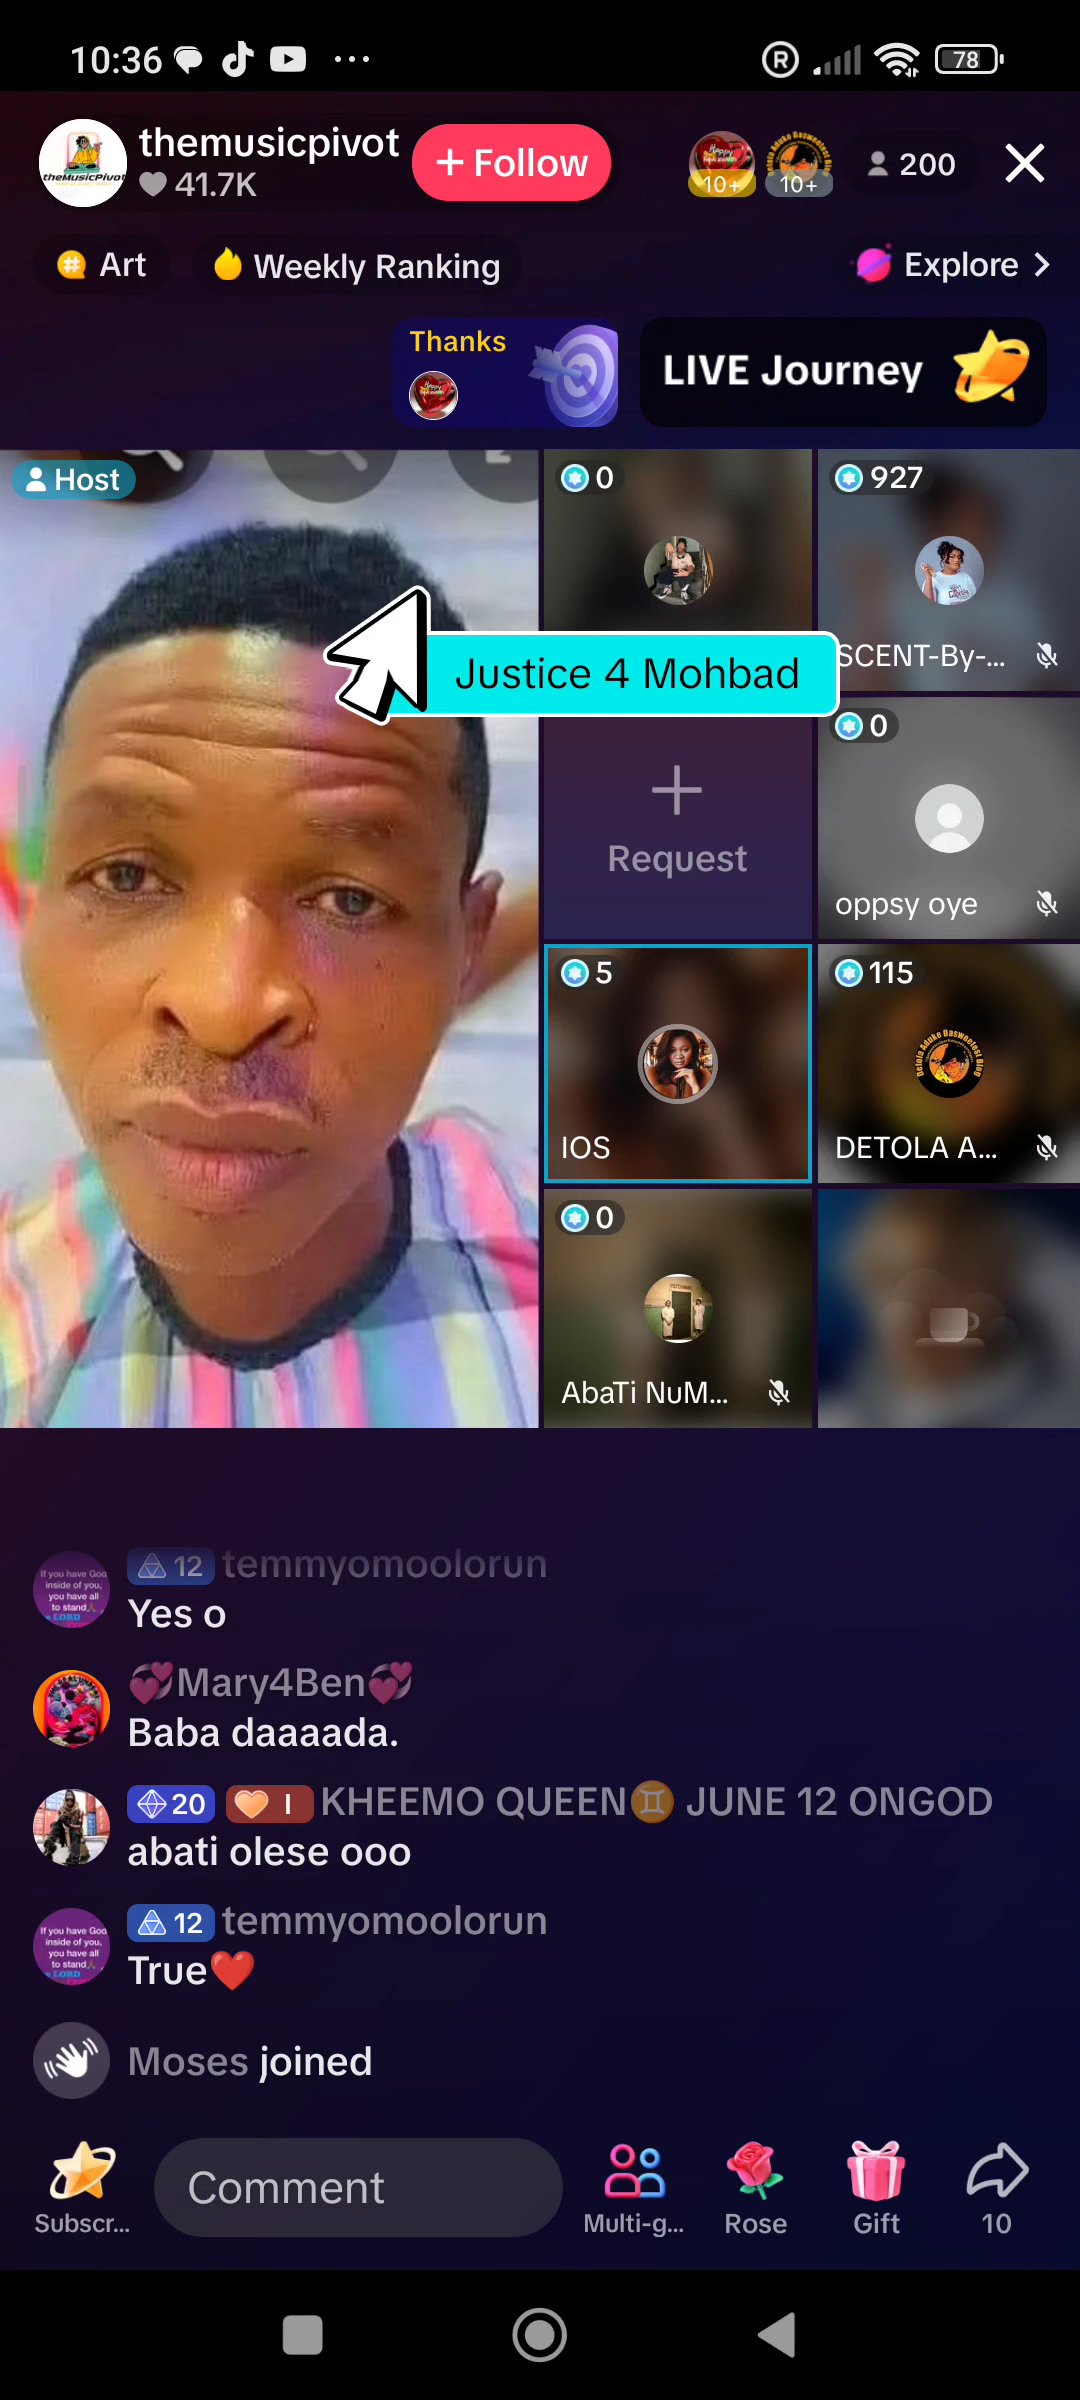 10:36
78
themusicpivot
41.7K
+ Follow
10+
10+
200
Art
Weekly Ranking
Explore >
Thanks
LIVE Journey
Host
0
927
Justice 4 Mohbad
SCENT-By-...
Request
0
oppsy oye
5
IOS
115
DETOLA A...
0
AbaTi NuM...
12 temmyomoolorun
Yes o
Mary4Ben
Baba daaaada.
20 I KHEEMO QUEEN♊ JUNE 12 ONGOD
abati olese ooo
12 temmyomoolorun
True❤️
Moses joined
Subscr...
Comment
Multi-g...
Rose
Gift
10